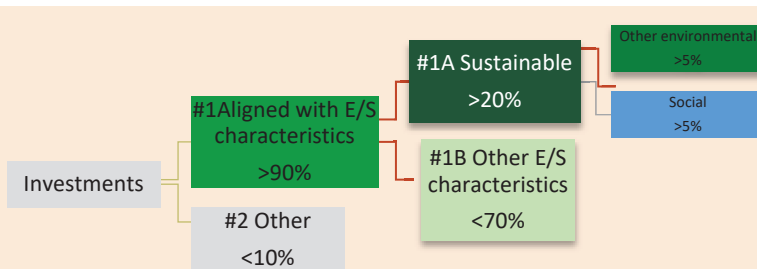 Investments
#1Aligned with E/S
characteristics
>90%
#2 Other
<10%
#1A Sustainable
>20%
#1B Other E/S
characteristics
<70%
Other environmental
>5%
Social
>5%